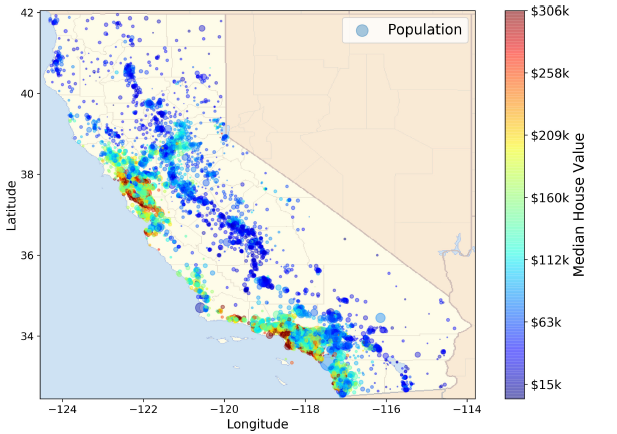 42
40
38
36
34
Latitude
−124
−122
−120
−118
−116
−114
Longitude
Population
$306k
$258k
$209k
$160k
$112k
$63k
$15k
Median House Value